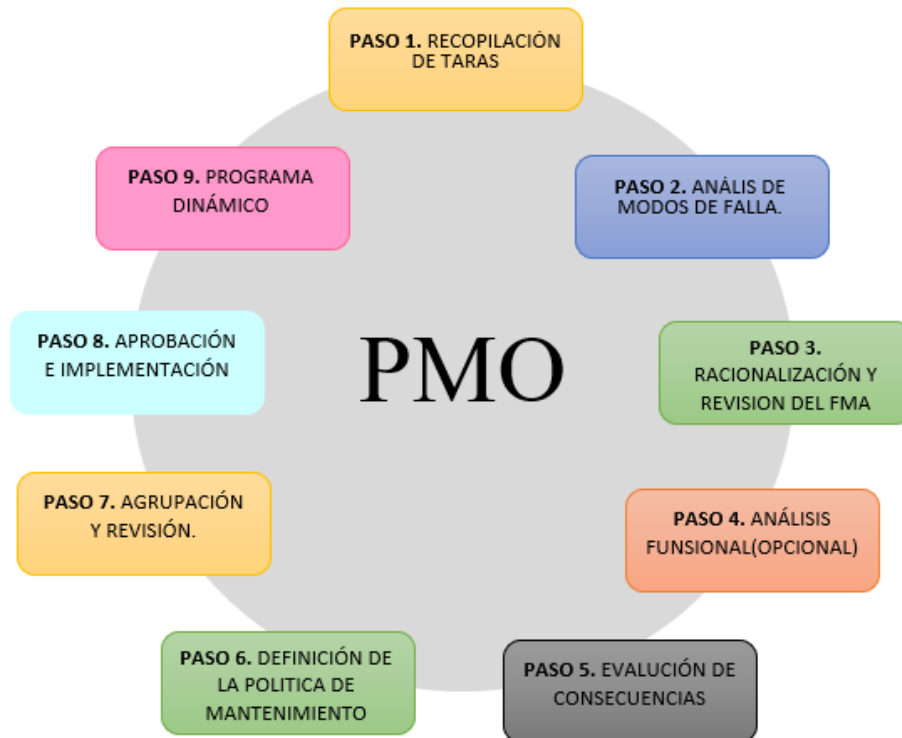 PASO 1. RECOPILACIÓN
DE TARAS
PASO 2. ANÁLIS DE
MODOS DE FALLA.
PASO 3.
RACIONALIZACIÓN Y
REVISION DEL FMA
PASO 4. ANÁLISIS
FUNSIONAL(OPCIONAL)
PASO 5. EVALUCIÓN DE
CONSECUENCIAS
PASO 6. DEFINICIÓN DE
LA POLITICA DE
MANTENIMIENTO
PASO 7. AGRUPACIÓN
Y REVISIÓN.
PASO 8. APROBACIÓN
E IMPLEMENTACIÓN
PASO 9. PROGRAMA
DINÁMICO
PMO